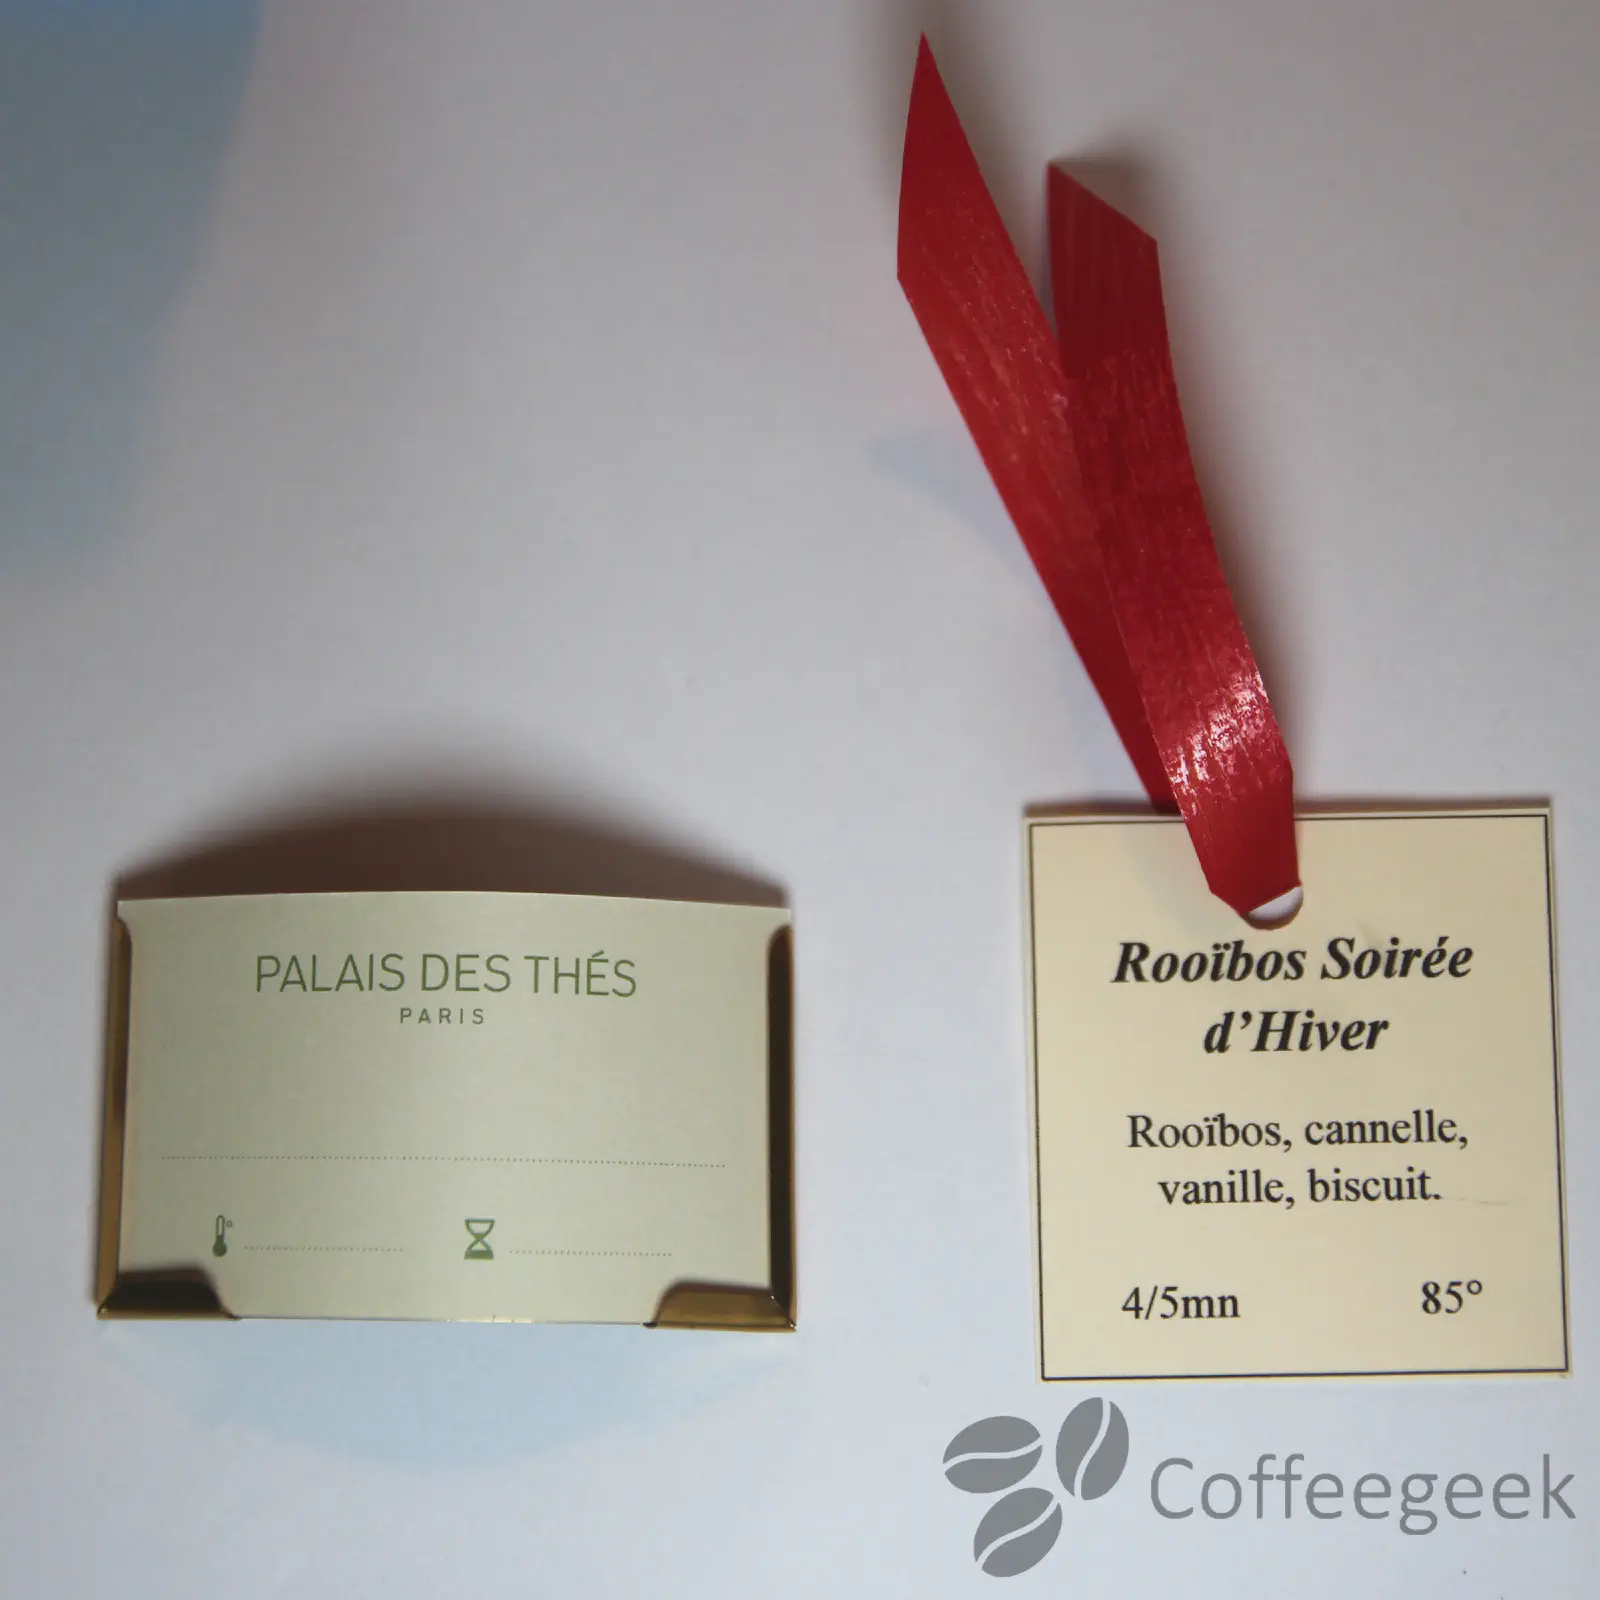 PALAIS DES THÉS
PARIS
Rooïbos Soirée
d’Hiver
Rooïbos, cannelle,
vanille, biscuit.
4/5mn 85°
Coffeegeek